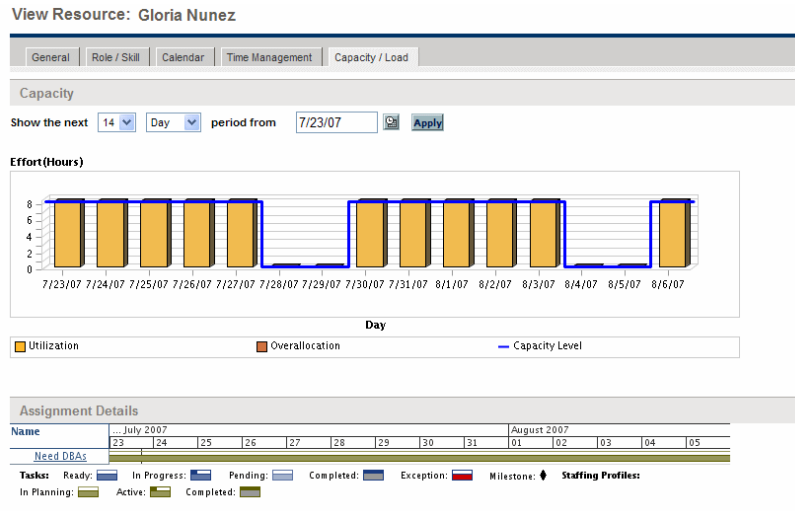 View Resource: Gloria Nunez
General Role / Skill Calendar Time Management Capacity / Load
Capacity
Show the next 14 Day period from 7/23/07 Apply
Effort(Hours)
8
6
4
2
0
7/23/07 7/24/07 7/25/07 7/26/07 7/27/07 7/28/07 7/29/07 7/30/07 7/31/07 8/1/07 8/2/07 8/3/07 8/4/07 8/5/07 8/6/07
Day
Utilization Overallocation Capacity Level
Assignment Details
Name ... July 2007 August 2007
23 24 25 26 27 28 29 30 31 01 02 03 04 05
Need DBAs
Tasks: Ready: In Progress: Pending: Completed: Exception: Milestone: Staffing Profiles:
In Planning: Active: Completed: